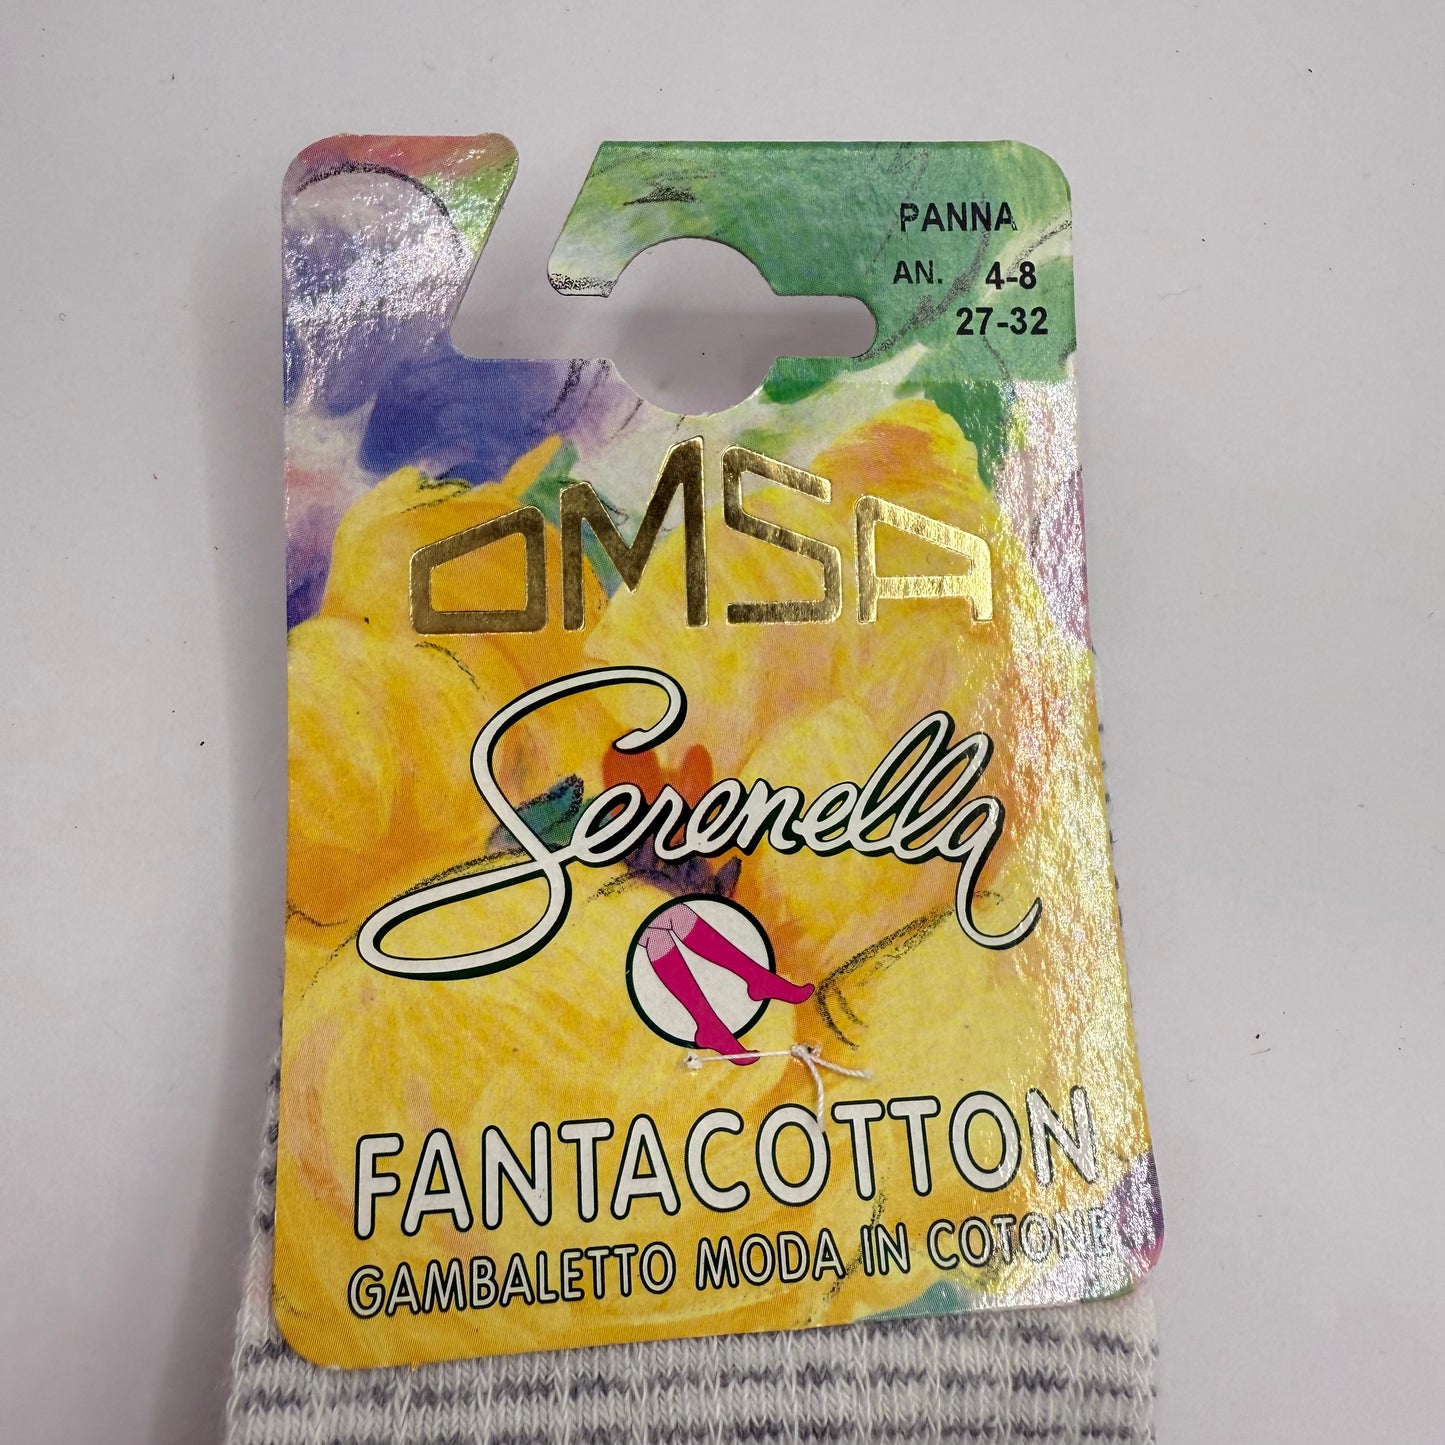 PANNA
AN. 4-8
27-32
OMSA
Serenella
FANTACOTTON
GAMBALETTO MODA IN COTONE